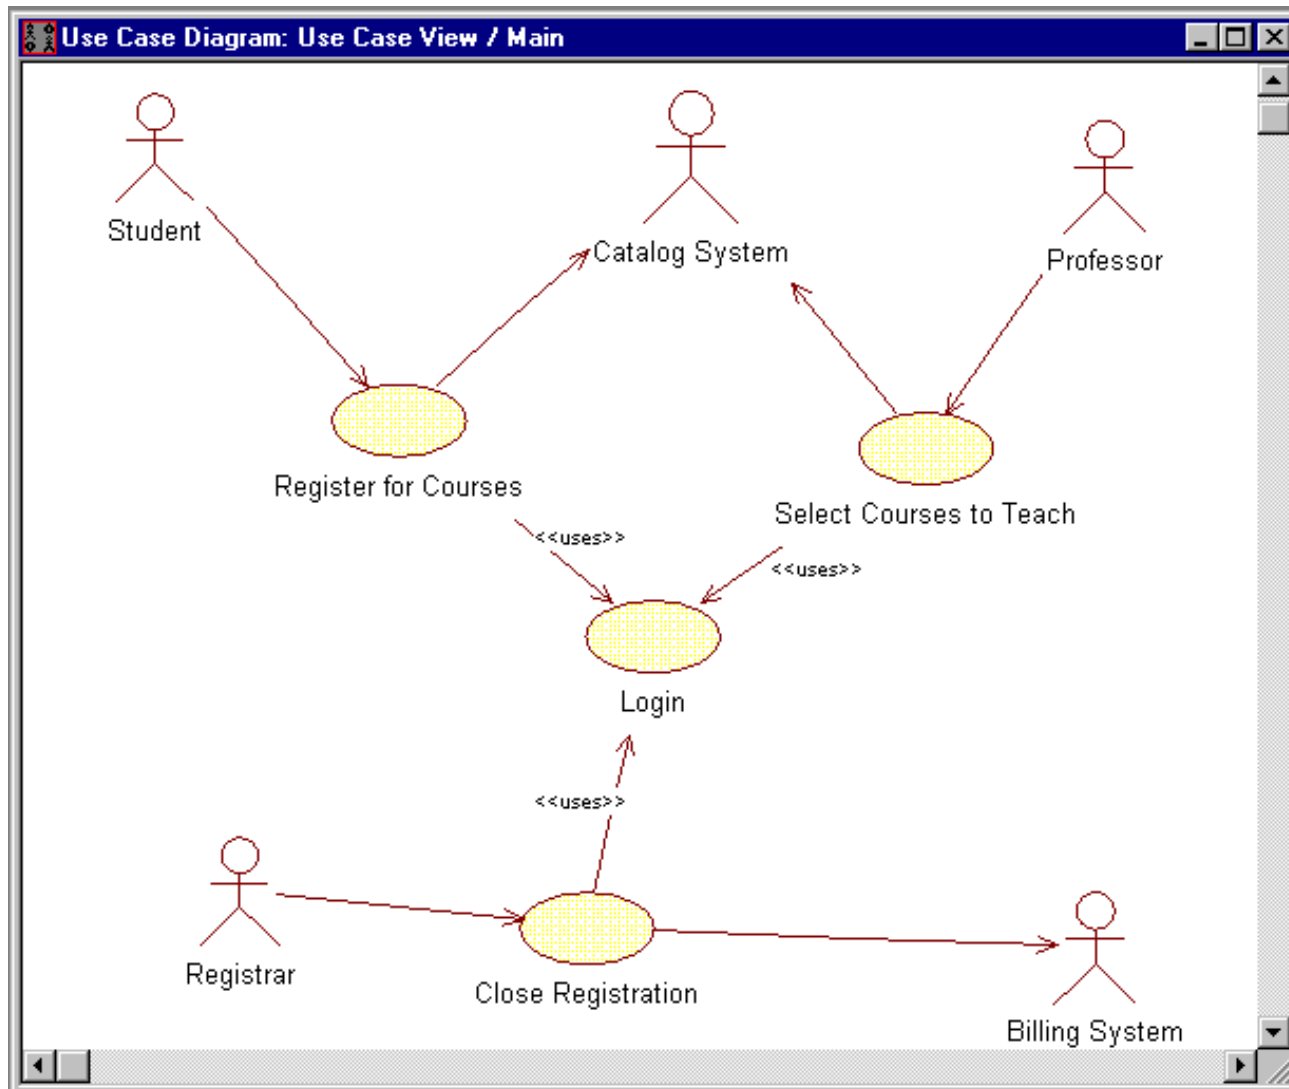 Use Case Diagram: Use Case View / Main
Student
Catalog System
Professor
Register for Courses
Select Courses to Teach
<<uses>>
<<uses>>
Login
<<uses>>
Registrar
Close Registration
Billing System